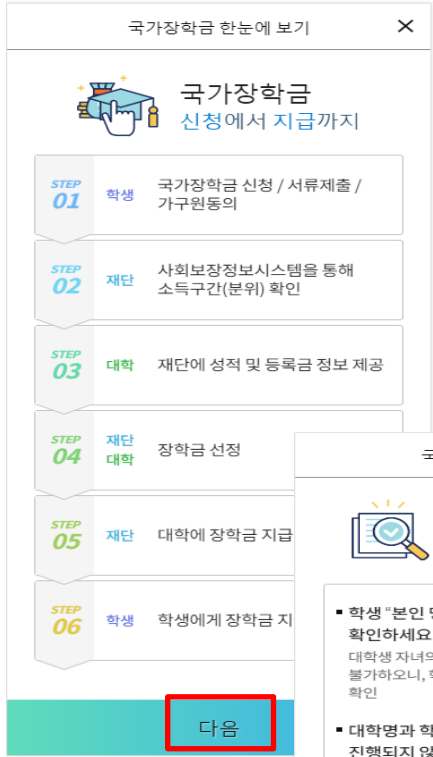 국가장학금 한눈에 보기
국가장학금
신청에서 지급까지
STEP
01
학생
국가장학금 신청 / 서류제출 /
가구원동의
STEP
02
재단
사회보장정보시스템을 통해
소득구간(분위) 확인
STEP
03
대학
재단에 성적 및 등록금 정보 제공
STEP
04
재단
대학
장학금 선정
STEP
05
재단
대학에 장학금 지급
STEP
06
학생
학생에게 장학금 지
다음
학생 “본인
확인하세요
대학생 자녀의
불가하오니,
확인
대학명과
진행되지